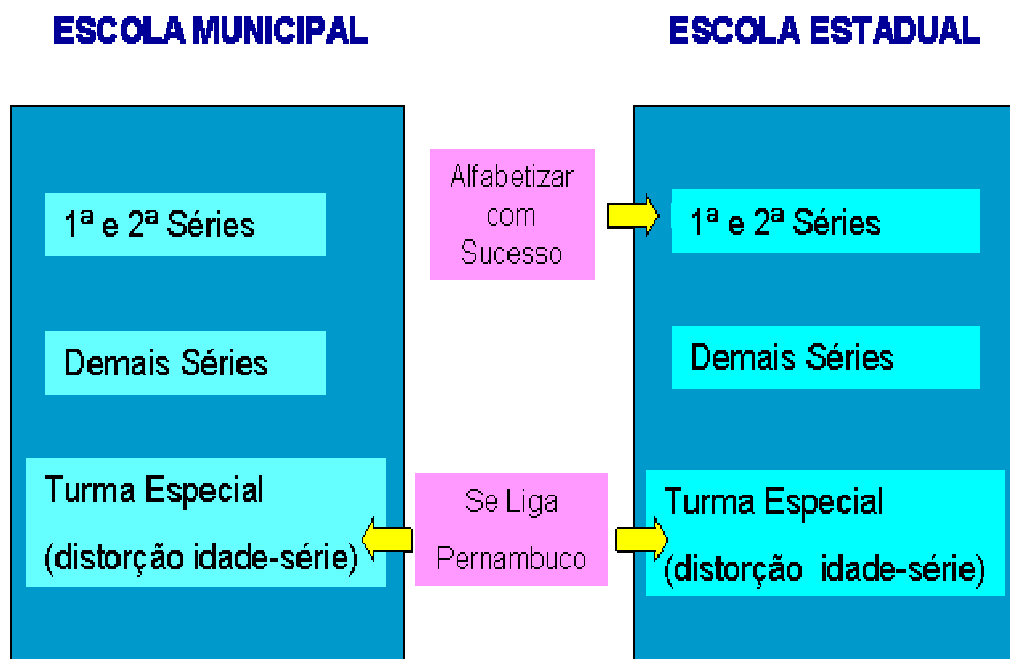 ESCOLA MUNICIPAL
ESCOLA ESTADUAL
1ª e 2ª Séries
Demais Séries
Turma Especial
(distorção idade-série)
Alfabetizar
com
Sucesso
Se Liga
Pernambuco
1ª e 2ª Séries
Demais Séries
Turma Especial
(distorção idade-série)